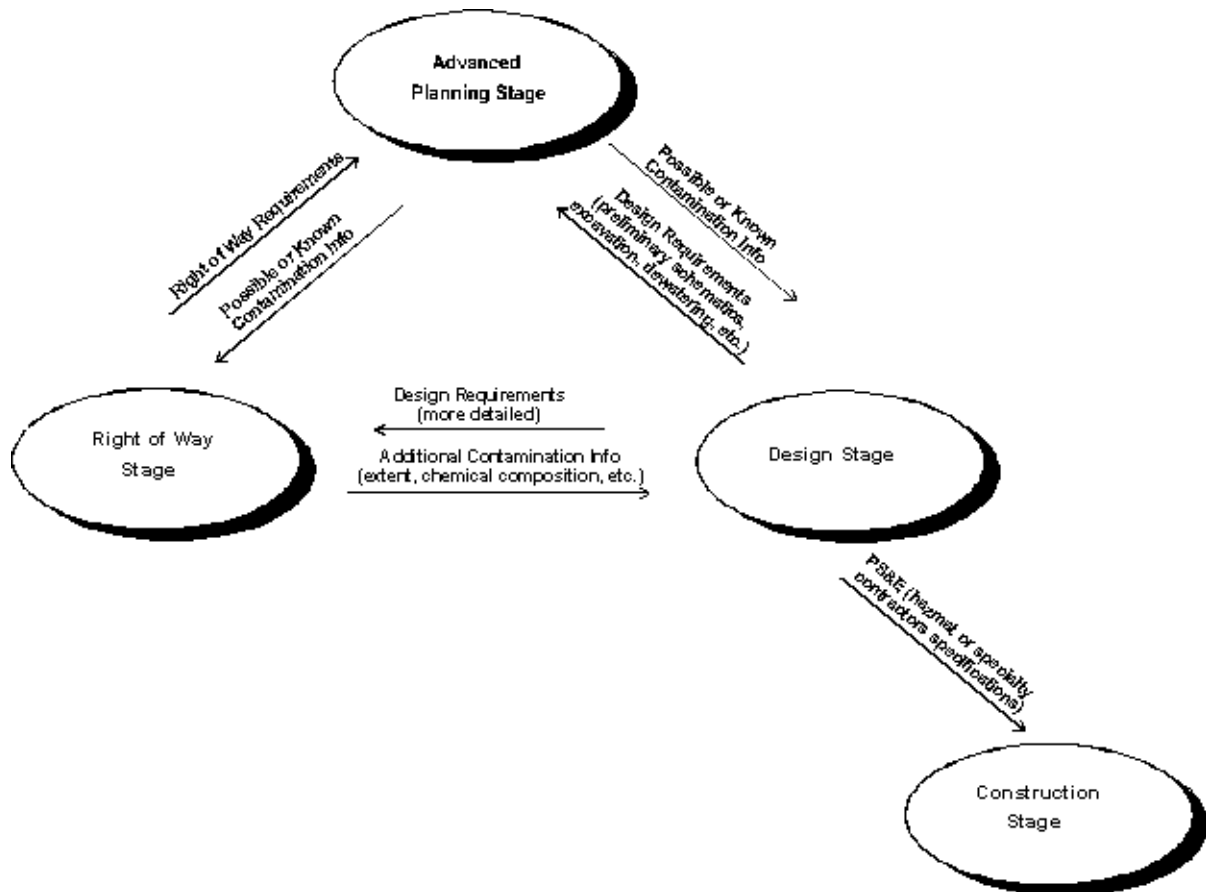 Advanced
Planning Stage
Right of Way Requirements
Possible or Known
Contamination Info
Possible or Known
Contamination Info
Design Requirements
(preliminary schematics,
excavation, dewatering, etc.)
Design Requirements
(more detailed)
Right of Way
Stage
Additional Contamination Info
(extent, chemical composition, etc.)
Design Stage
PS&E (hazmat or specialty
contractors specifications)
Construction
Stage